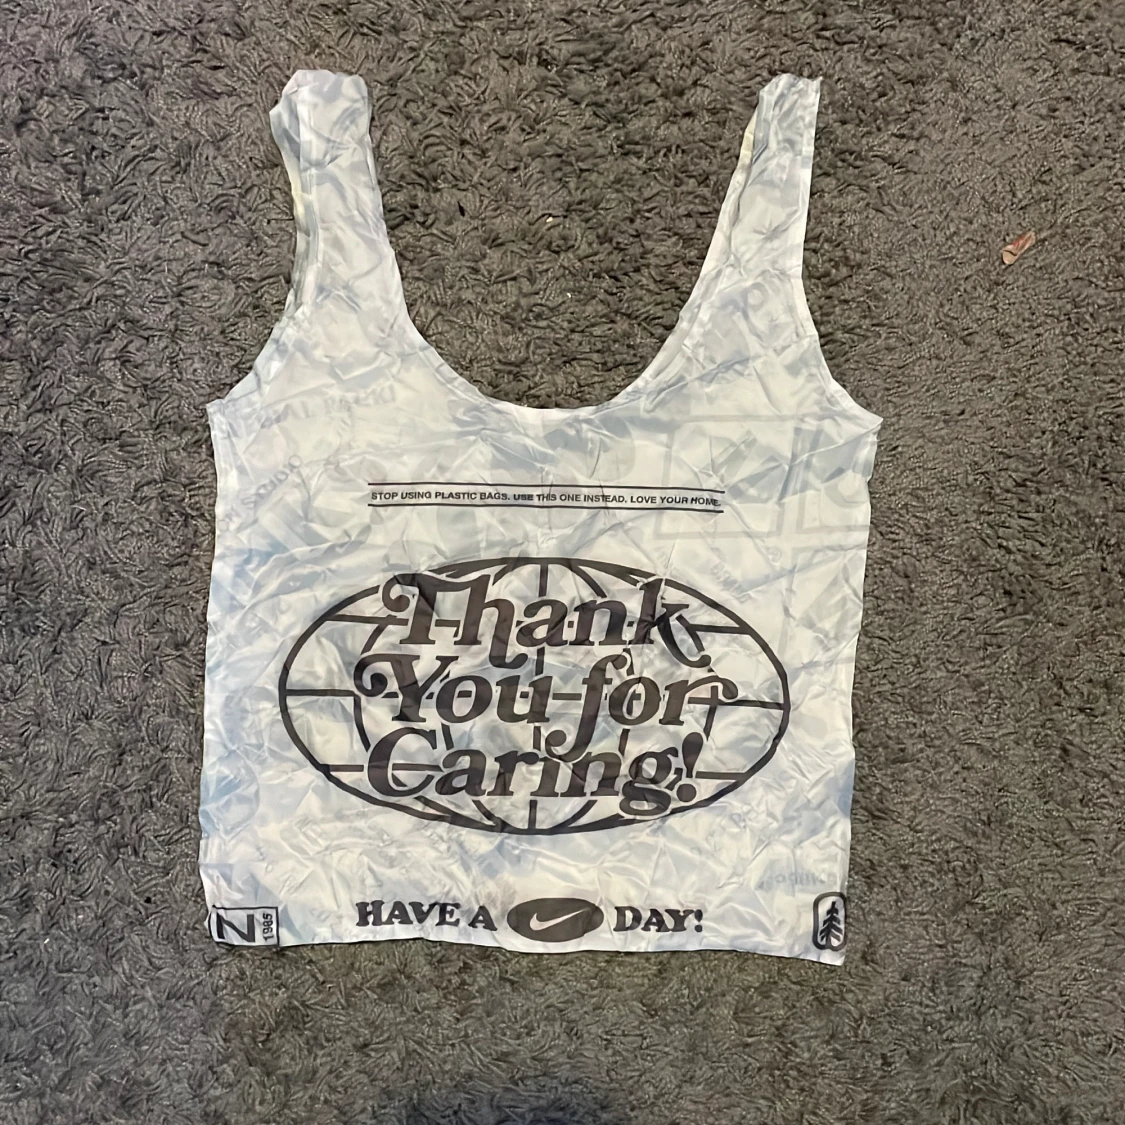 STOP USING PLASTIC BAGS. USE THIS ONE INSTEAD. LOVE YOUR HOME.
Thank
You for
Caring!
HAVE A DAY!
N 1985